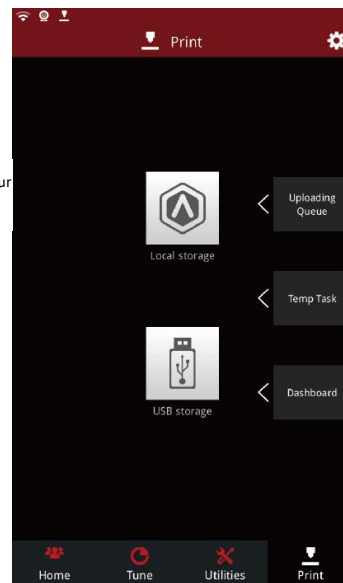 Print
ur
Uploading
Queue
Local storage
Temp Task
Dashboard
USB storage
Home
Tune
Utilities
Print